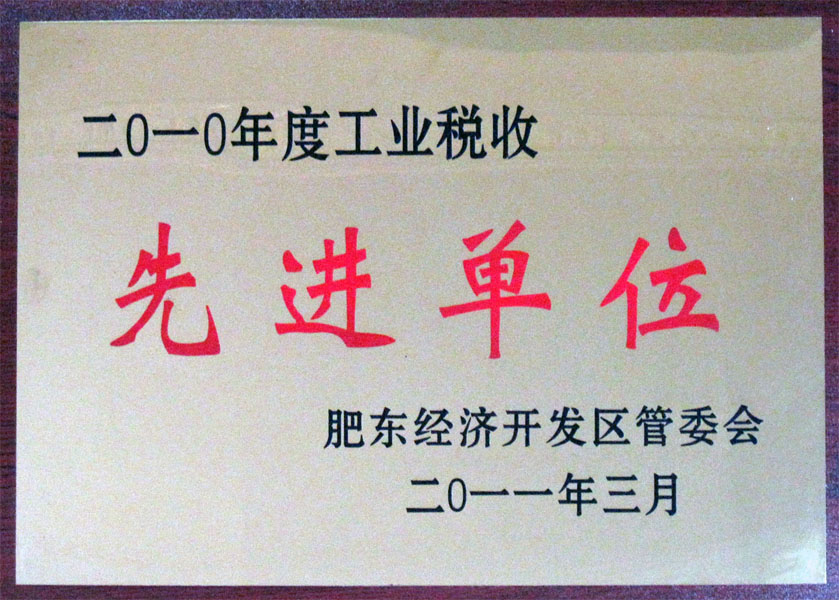 二0一0年度工业税收
先进单位
肥东经济开发区管委会
二0一一年三月